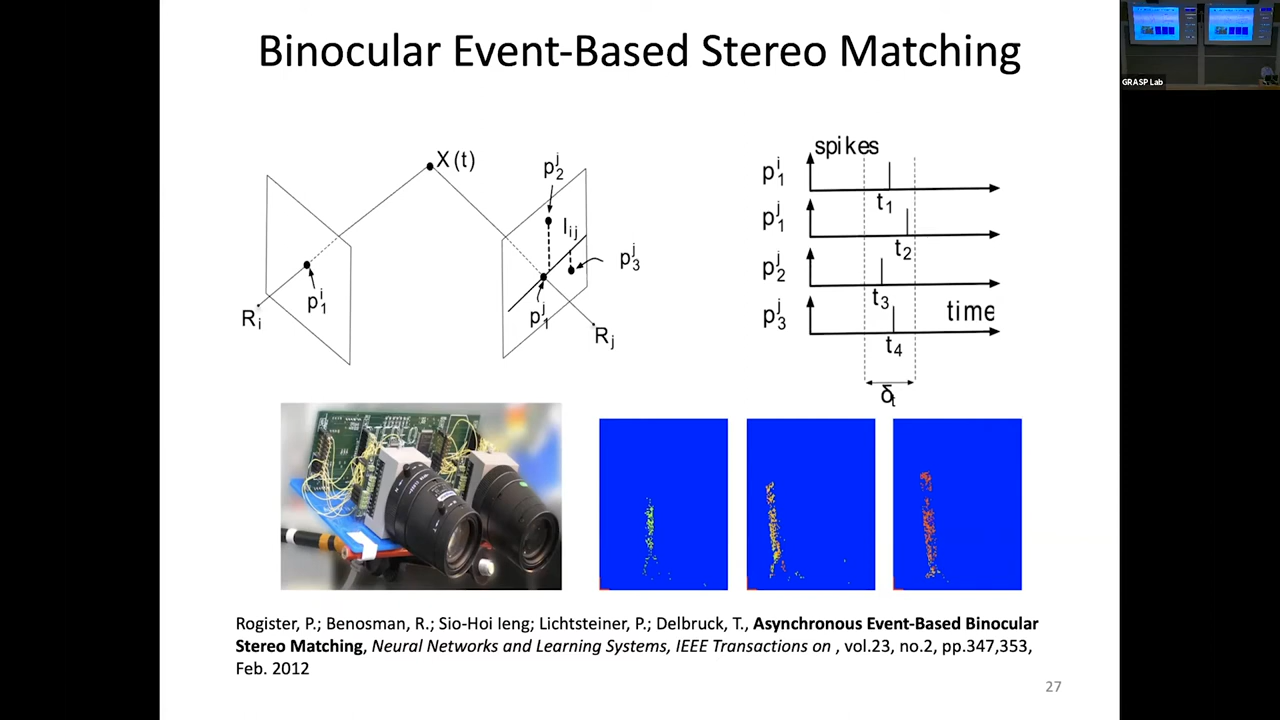 Binocular Event-Based Stereo Matching
GRASP Lab
X(t)
p₂ʲ
lᵢⱼ
p₃ʲ
p₁ⁱ
p₁ʲ
Rᵢ
Rⱼ
spikes
p₁ⁱ
t₁
p₁ʲ
t₂
p₂ʲ
t₃
time
p₃ʲ
t₄
δₜ
Rogister, P.; Benosman, R.; Sio-Hoi Ieng; Lichtsteiner, P.; Delbruck, T., Asynchronous Event-Based Binocular
Stereo Matching, Neural Networks and Learning Systems, IEEE Transactions on , vol.23, no.2, pp.347,353,
Feb. 2012
27